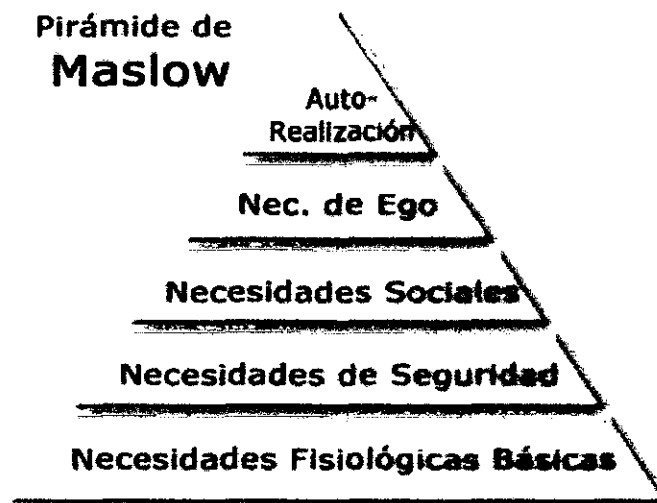 Pirámide de
Maslow
Auto-
Realización
Nec. de Ego
Necesidades Sociales
Necesidades de Seguridad
Necesidades Fisiológicas Básicas